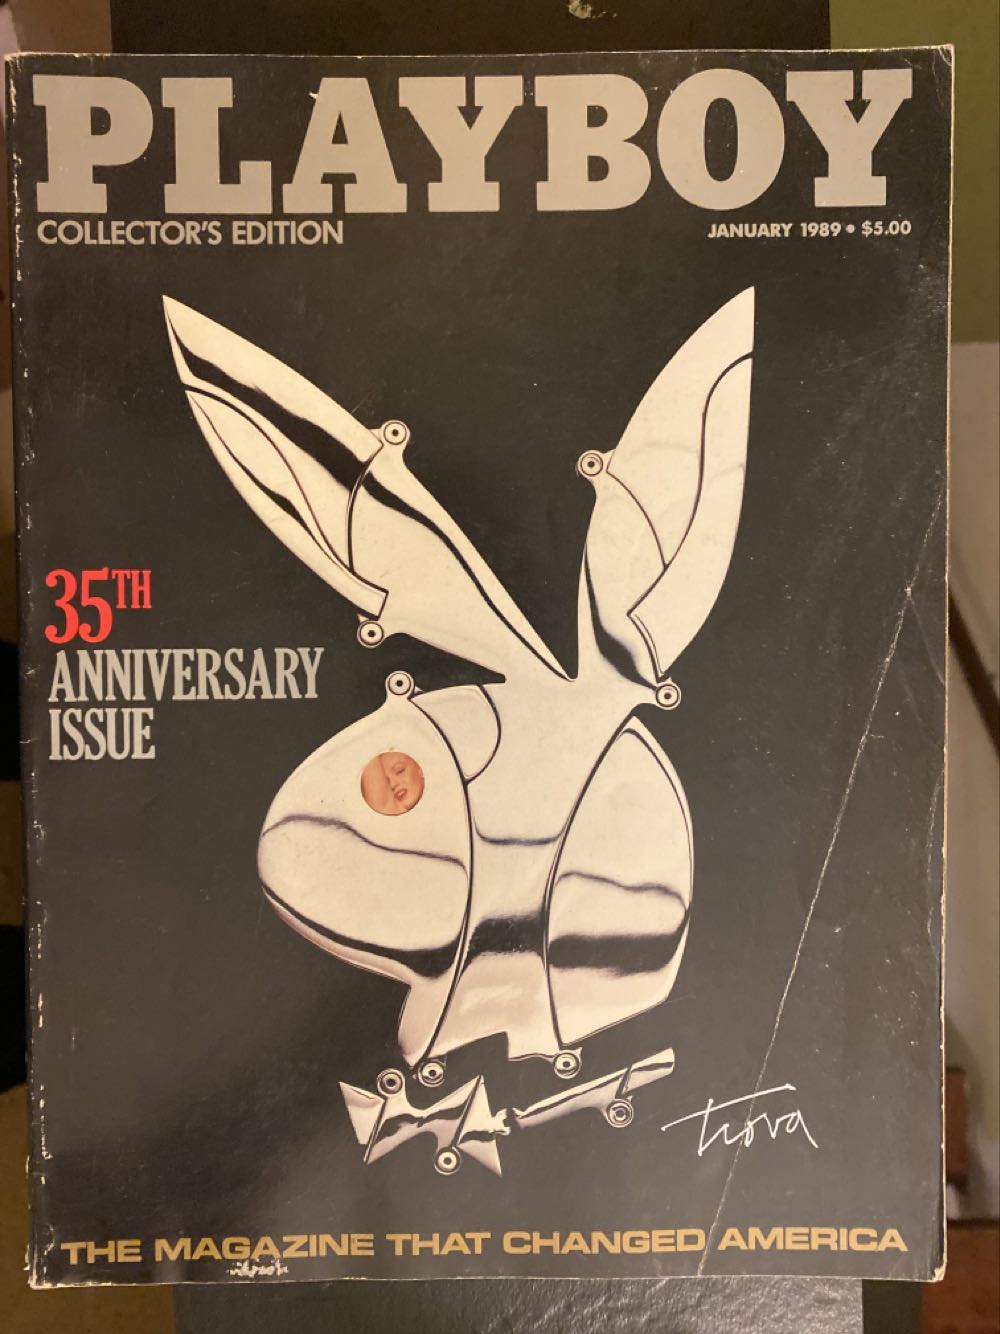 PLAYBOY
COLLECTOR'S EDITION
JANUARY 1989 • $5.00
35TH
ANNIVERSARY
ISSUE
trova
THE MAGAZINE THAT CHANGED AMERICA